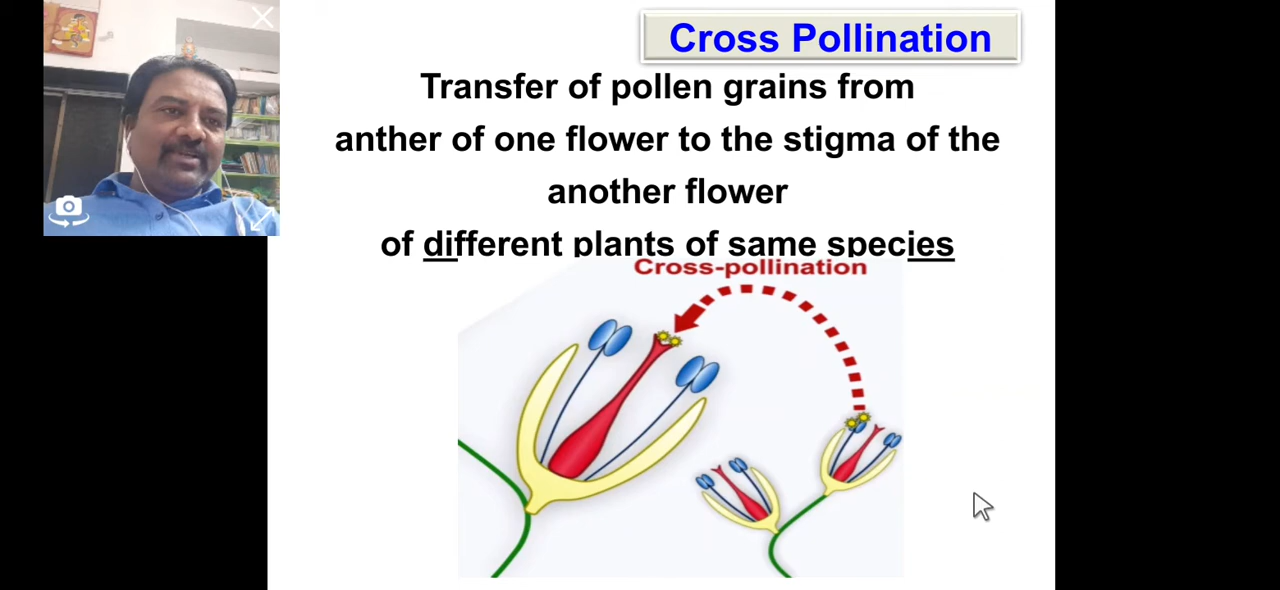 Cross Pollination
Transfer of pollen grains from
anther of one flower to the stigma of the
another flower
of different plants of same species
Cross-pollination